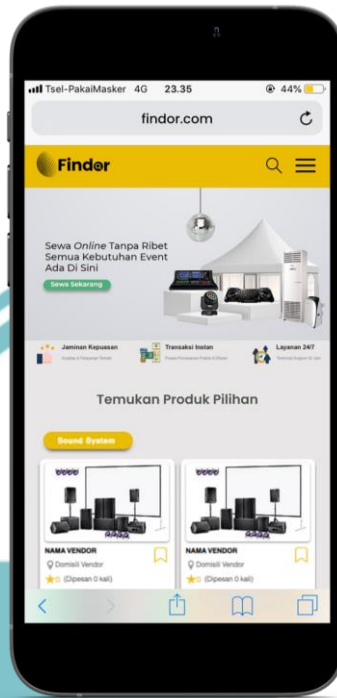 Tsel-PakaiMasker 4G 23.35 44%
findor.com
Findor
Sewa Online Tanpa Ribet
Semua Kebutuhan Event
Ada Di Sini
Sewa Sekarang
Jaminan Kepuasan
Transaksi Instan
Layanan 24/7
Temukan Produk Pilihan
Sound System
NAMA VENDOR
Domisili Vendor
0 (Dipesan 0 kali)
NAMA VENDOR
Domisili Vendor
0 (Dipesan 0 kali)